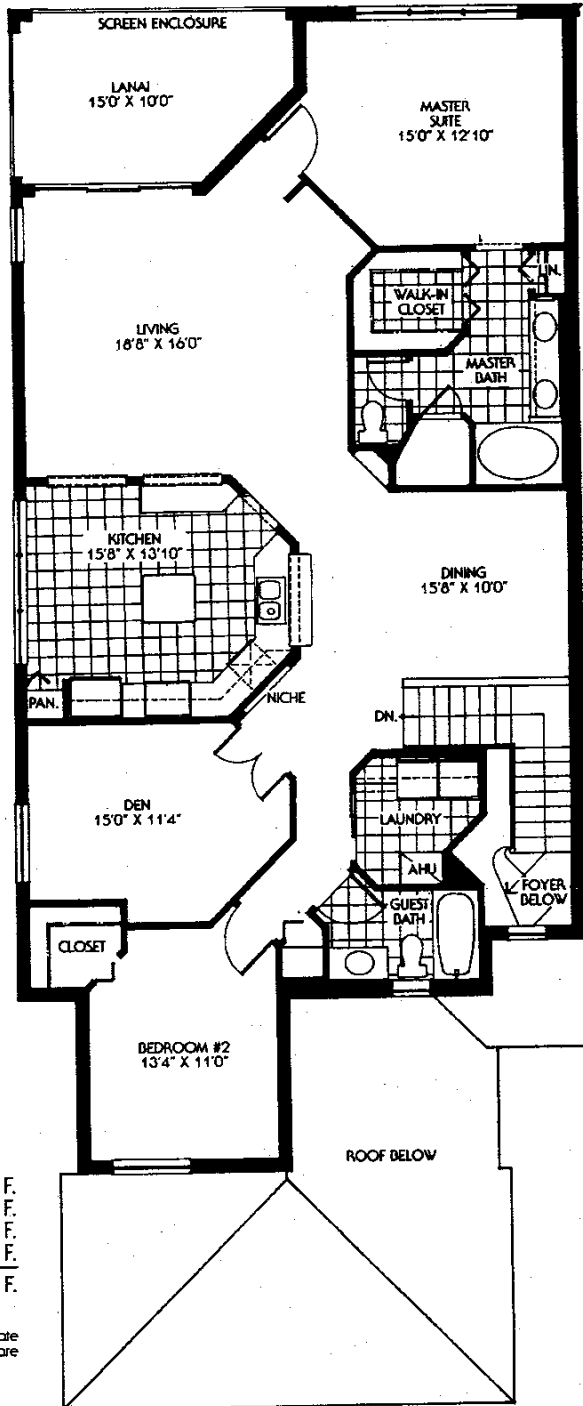 SCREEN ENCLOSURE
LANAI
15'0" X 10'0"
MASTER
SUITE
15'0" X 12'10"
WALK-IN
CLOSET
LIN.
LIVING
18'8" X 16'0"
MASTER
BATH
KITCHEN
15'8" X 13'10"
DINING
15'8" X 10'0"
PAN.
NICHE
DN.
DEN
15'0" X 11'4"
LAUNDRY
AHU
FOYER
BELOW
GUEST
BATH
CLOSET
BEDROOM #2
13'4" X 11'0"
ROOF BELOW
F.
F.
F.
F.
F.